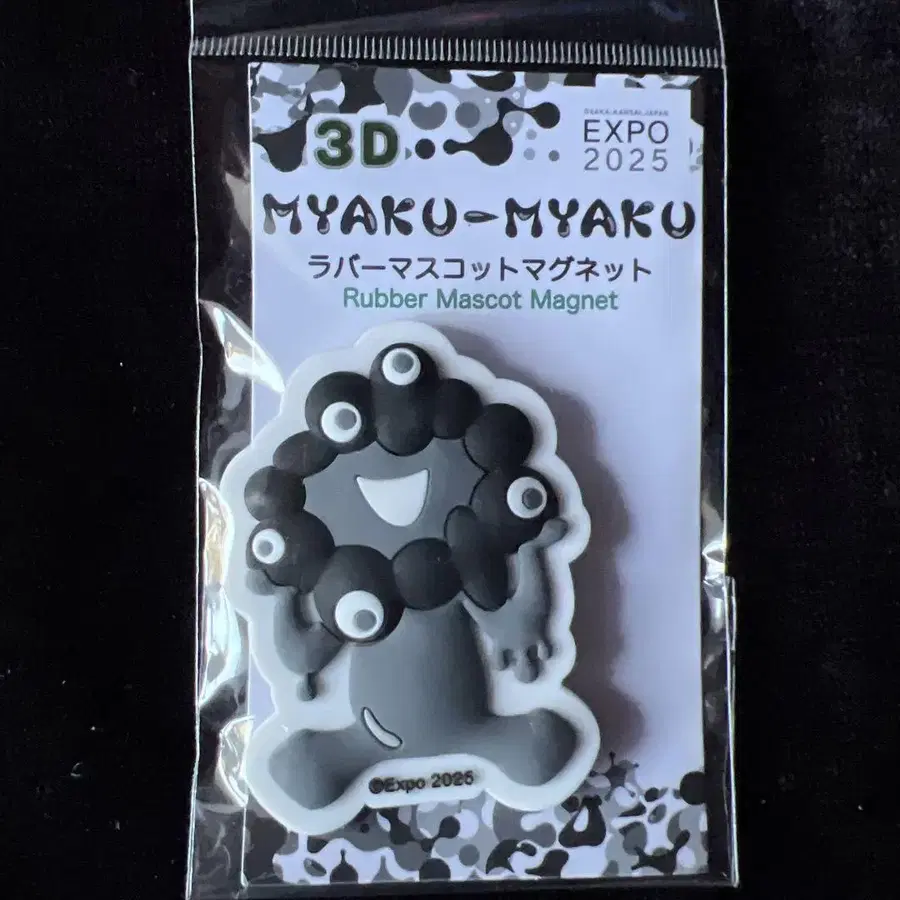 3D
OSAKA, KANSAI, JAPAN
EXPO
2025
MYAKU-MYAKU
ラバーマスコットマグネット
Rubber Mascot Magnet
©Expo 2025